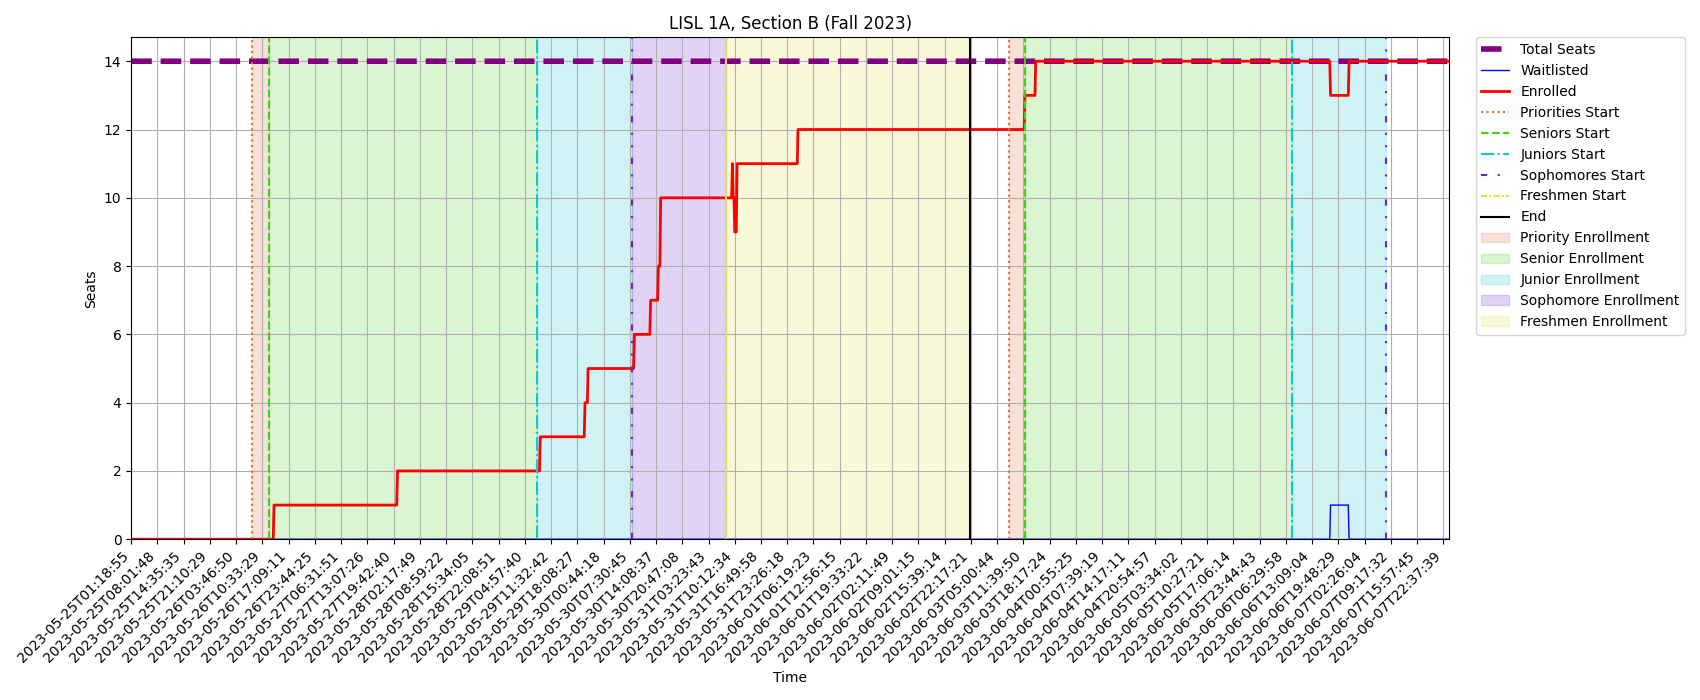 LISL 1A, Section B (Fall 2023)
Seats
14
12
10
8
6
4
2
0
2023-05-25T01:18:55
2023-05-25T08:01:48
2023-05-25T14:35:35
2023-05-25T21:10:29
2023-05-26T03:46:50
2023-05-26T10:33:29
2023-05-26T17:09:11
2023-05-26T23:44:25
2023-05-27T06:31:51
2023-05-27T13:07:26
2023-05-27T19:42:40
2023-05-28T02:17:49
2023-05-28T08:59:22
2023-05-28T15:34:05
2023-05-28T22:08:51
2023-05-29T04:57:40
2023-05-29T11:32:42
2023-05-29T18:08:27
2023-05-30T00:44:18
2023-05-30T07:30:45
2023-05-30T14:08:37
2023-05-30T20:47:08
2023-05-31T03:23:43
2023-05-31T10:12:34
2023-05-31T16:49:58
2023-05-31T23:26:18
2023-06-01T06:19:23
2023-06-01T12:56:15
2023-06-01T19:33:22
2023-06-02T02:11:49
2023-06-02T09:01:15
2023-06-02T15:39:14
2023-06-02T22:17:21
2023-06-03T05:00:44
2023-06-03T11:39:50
2023-06-03T18:17:24
2023-06-04T00:55:25
2023-06-04T07:39:19
2023-06-04T14:17:11
2023-06-04T20:54:57
2023-06-05T03:34:02
2023-06-05T10:27:21
2023-06-05T17:06:14
2023-06-05T23:44:43
2023-06-06T06:29:58
2023-06-06T13:09:04
2023-06-06T19:48:29
2023-06-07T02:26:04
2023-06-07T09:17:32
2023-06-07T15:57:45
2023-06-07T22:37:39
Time
Total Seats
Waitlisted
Enrolled
Priorities Start
Seniors Start
Juniors Start
Sophomores Start
Freshmen Start
End
Priority Enrollment
Senior Enrollment
Junior Enrollment
Sophomore Enrollment
Freshmen Enrollment